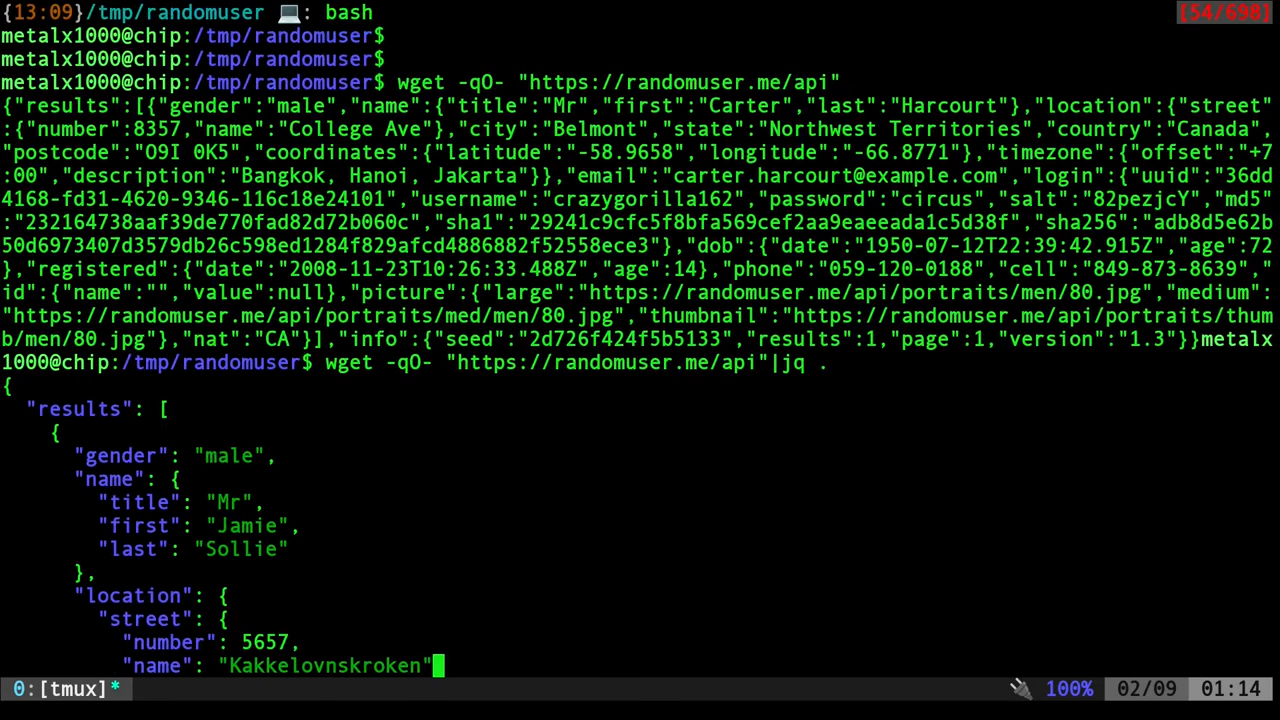 {13:09}/tmp/randomuser 💻: bash [54/698]
metalx1000@chip:/tmp/randomuser$
metalx1000@chip:/tmp/randomuser$
metalx1000@chip:/tmp/randomuser$ wget -qO- "https://randomuser.me/api"
{"results":[{"gender":"male","name":{"title":"Mr","first":"Carter","last":"Harcourt"},"location":{"street"
:{"number":8357,"name":"College Ave"},"city":"Belmont","state":"Northwest Territories","country":"Canada",
"postcode":"O9I 0K5","coordinates":{"latitude":"-58.9658","longitude":"-66.8771"},"timezone":{"offset":"+7
:00","description":"Bangkok, Hanoi, Jakarta"}},"email":"carter.harcourt@example.com","login":{"uuid":"36dd
4168-fd31-4620-9346-116c18e24101","username":"crazygorilla162","password":"circus","salt":"82pezjcY","md5"
:"232164738aaf39de770fad82d72b060c","sha1":"29241c9cfc5f8bfa569cef2aa9eaeeada1c5d38f","sha256":"adb8d5e62b
50d6973407d3579db26c598ed1284f829afcd4886882f52558ece3"},"dob":{"date":"1950-07-12T22:39:42.915Z","age":72
},"registered":{"date":"2008-11-23T10:26:33.488Z","age":14},"phone":"059-120-0188","cell":"849-873-8639","
id":{"name":"","value":null},"picture":{"large":"https://randomuser.me/api/portraits/men/80.jpg","medium":
"https://randomuser.me/api/portraits/med/men/80.jpg","thumbnail":"https://randomuser.me/api/portraits/thum
b/men/80.jpg"},"nat":"CA"}],"info":{"seed":"2d726f424f5b5133","results":1,"page":1,"version":"1.3"}}metalx
1000@chip:/tmp/randomuser$ wget -qO- "https://randomuser.me/api"|jq .
{
  "results": [
    {
      "gender": "male",
      "name": {
        "title": "Mr",
        "first": "Jamie",
        "last": "Sollie"
      },
      "location": {
        "street": {
          "number": 5657,
          "name": "Kakkelovnskroken"
0:[tmux]* 🔌 100% 02/09 01:14